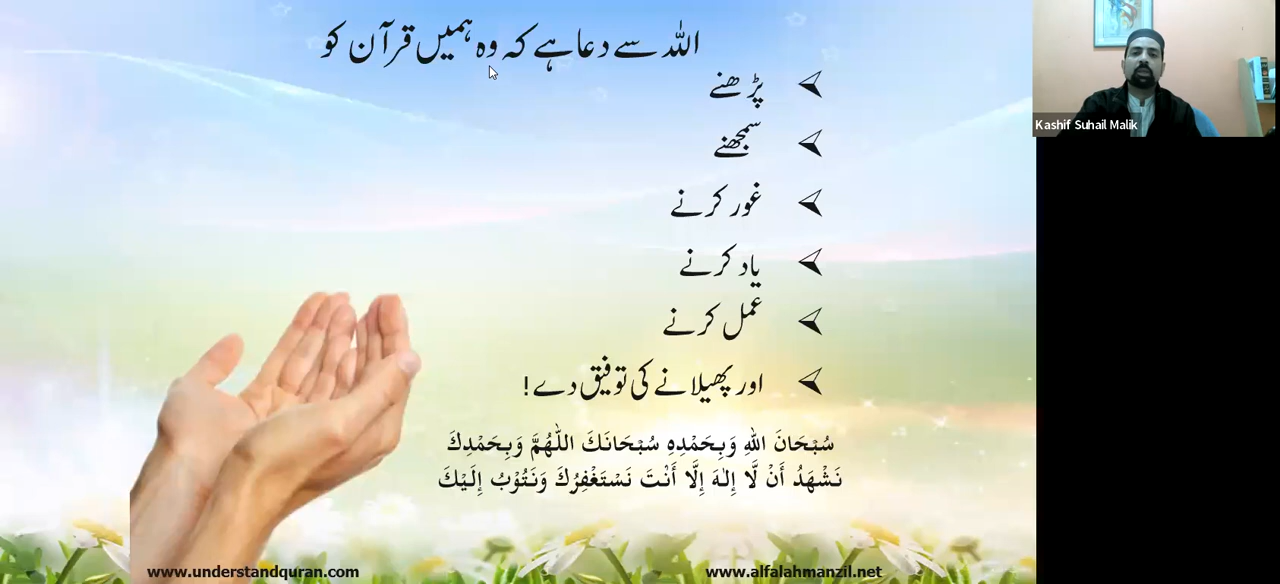 اللہ سے دعا ہے کہ وہ ہمیں قرآن کو
پڑھنے
سمجھنے
غور کرنے
یاد کرنے
عمل کرنے
اور پھیلانے کی توفیق دے!
سُبْحَانَ اللهِ وَبِحَمْدِهِ سُبْحَانَكَ اللّٰهُمَّ وَبِحَمْدِكَ
نَشْهَدُ أَنْ لَّا إِلٰهَ إِلَّا أَنْتَ نَسْتَغْفِرُكَ وَنَتُوْبُ إِلَيْكَ
www.understandquran.com
www.alfalahmanzil.net
Kashif Suhail Malik